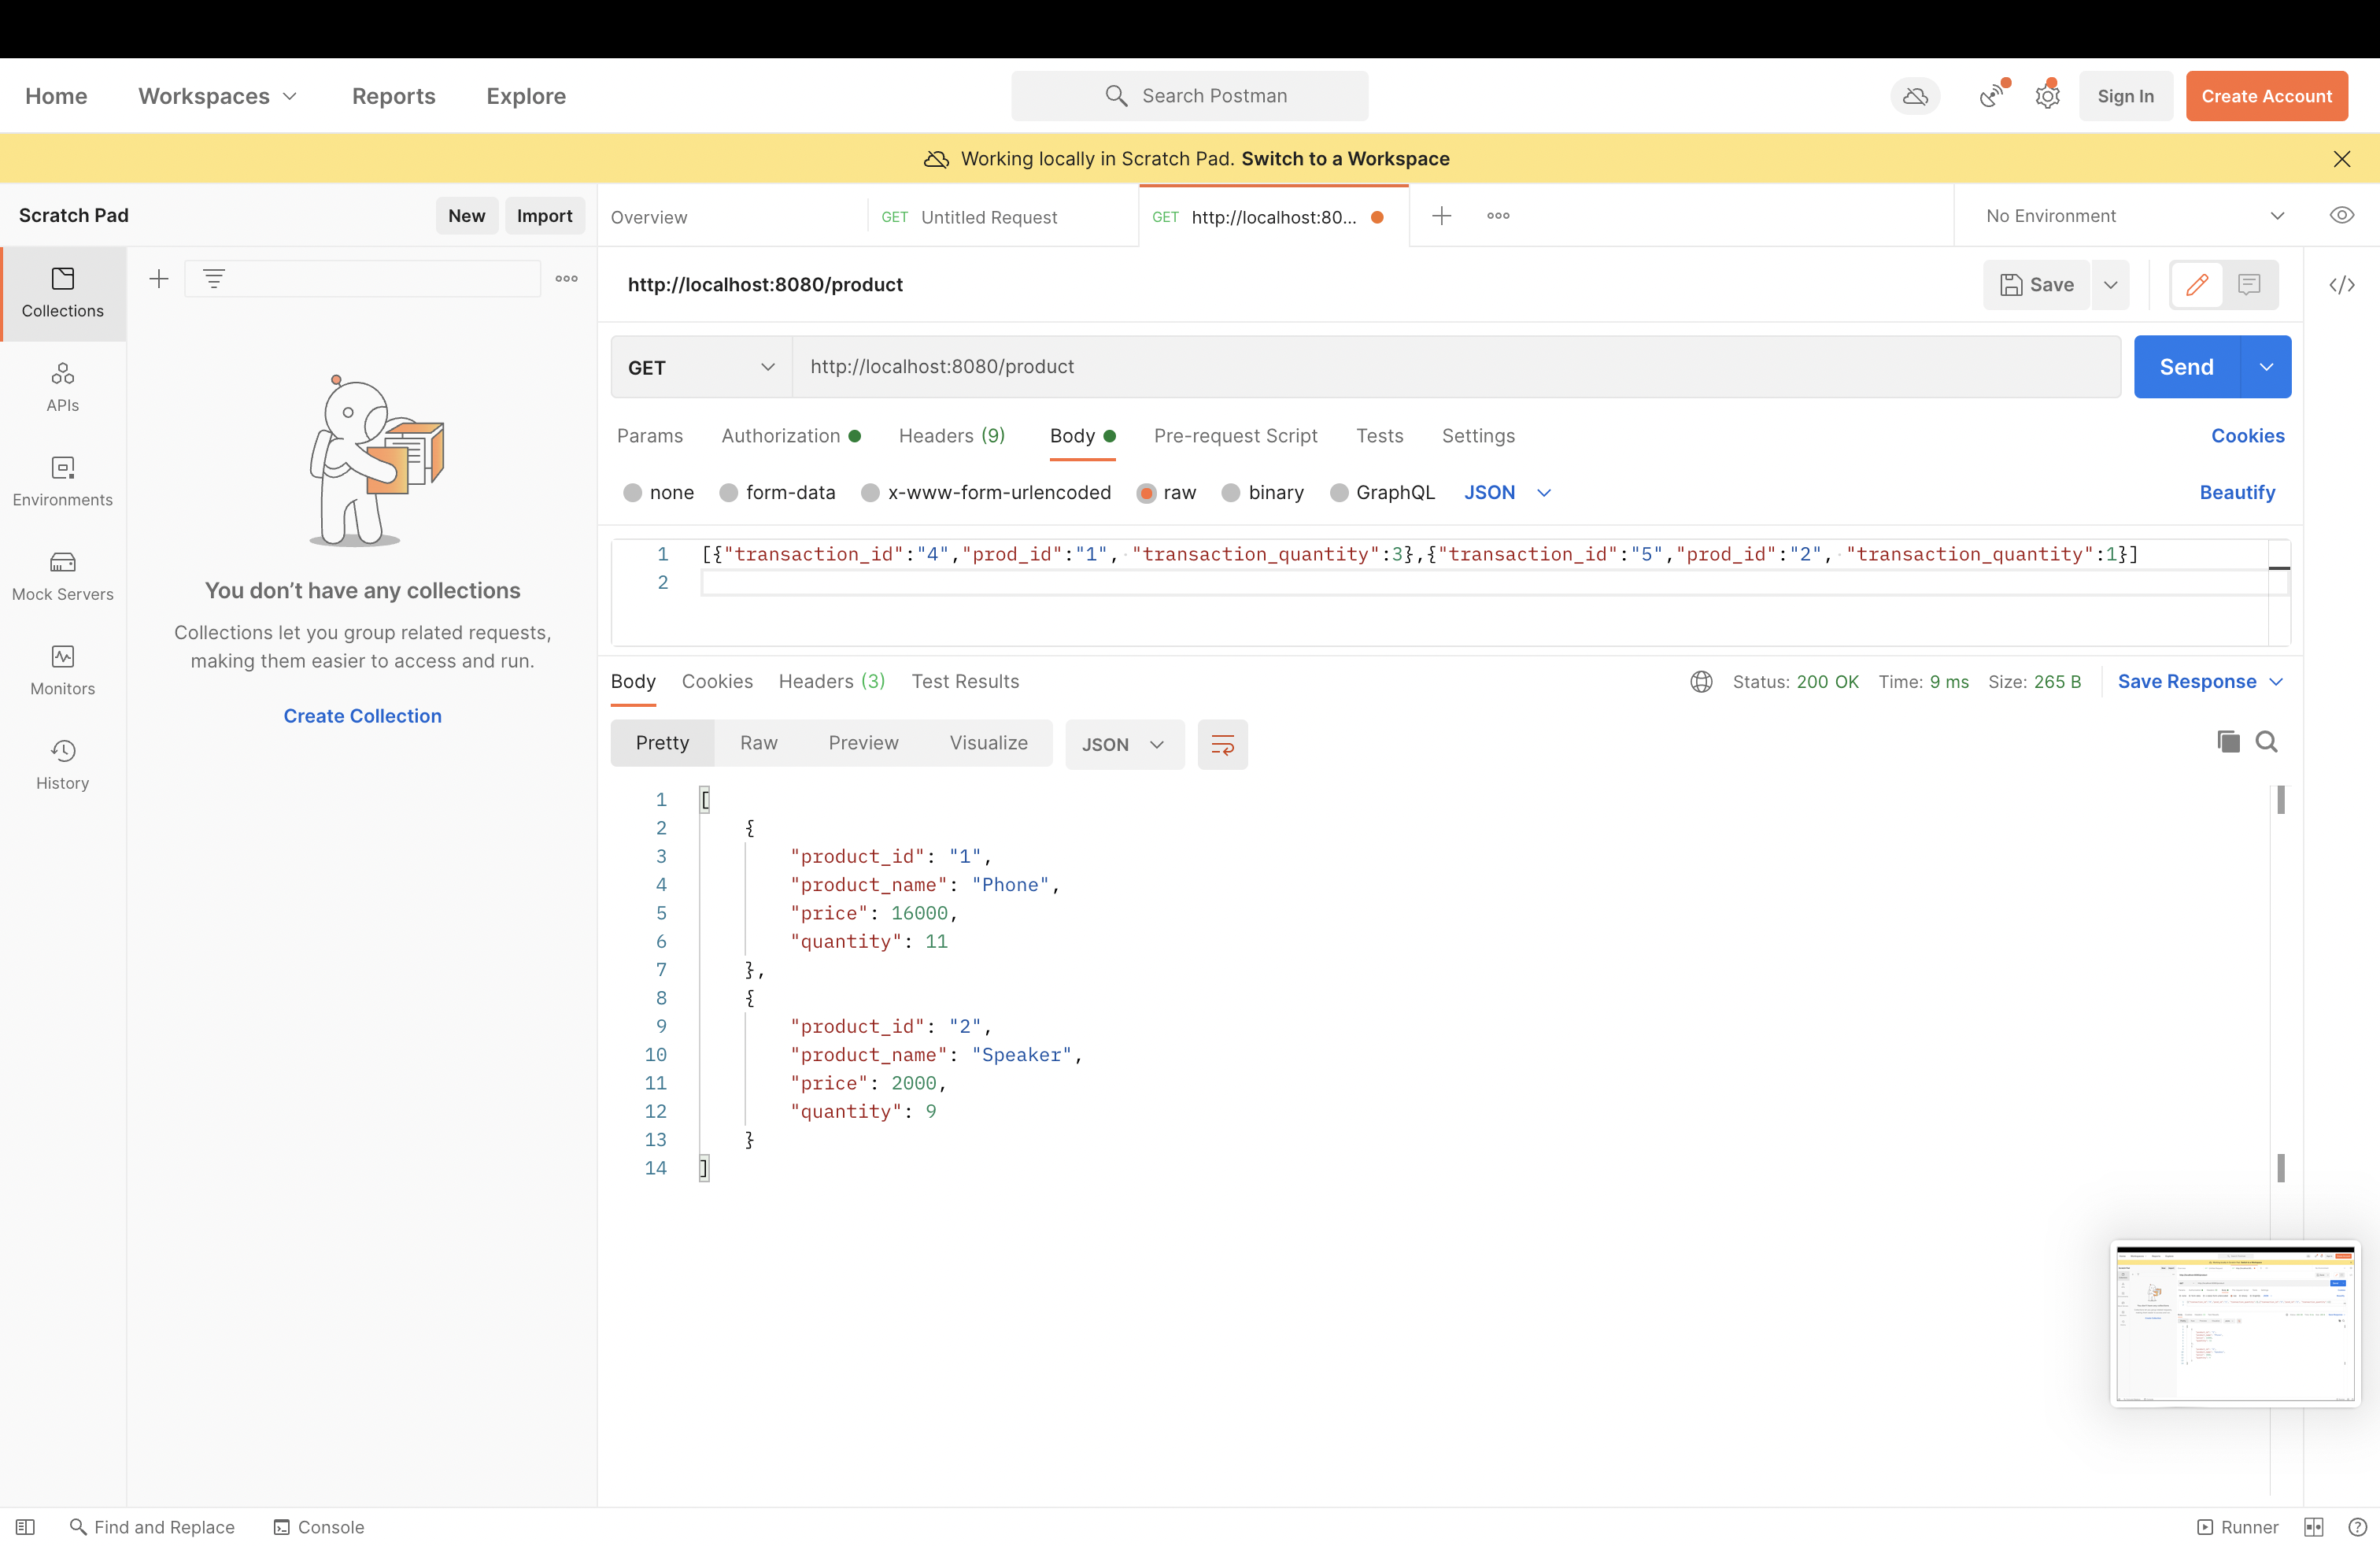 Home Workspaces Reports Explore Search Postman Sign In Create Account
Working locally in Scratch Pad. Switch to a Workspace
Scratch Pad New Import Overview GET Untitled Request GET http://localhost:80... No Environment
Collections
APIs
Environments
Mock Servers
Monitors
History
You don’t have any collections
Collections let you group related requests,
making them easier to access and run.
Create Collection
http://localhost:8080/product Save
GET http://localhost:8080/product Send
Params Authorization Headers (9) Body Pre-request Script Tests Settings Cookies
none form-data x-www-form-urlencoded raw binary GraphQL JSON Beautify
1 [{"transaction_id":"4","prod_id":"1", "transaction_quantity":3},{"transaction_id":"5","prod_id":"2", "transaction_quantity":1}]
2
Body Cookies Headers (3) Test Results Status: 200 OK Time: 9 ms Size: 265 B Save Response
Pretty Raw Preview Visualize JSON
1 [
2 {
3 "product_id": "1",
4 "product_name": "Phone",
5 "price": 16000,
6 "quantity": 11
7 },
8 {
9 "product_id": "2",
10 "product_name": "Speaker",
11 "price": 2000,
12 "quantity": 9
13 }
14 ]
Find and Replace Console Runner